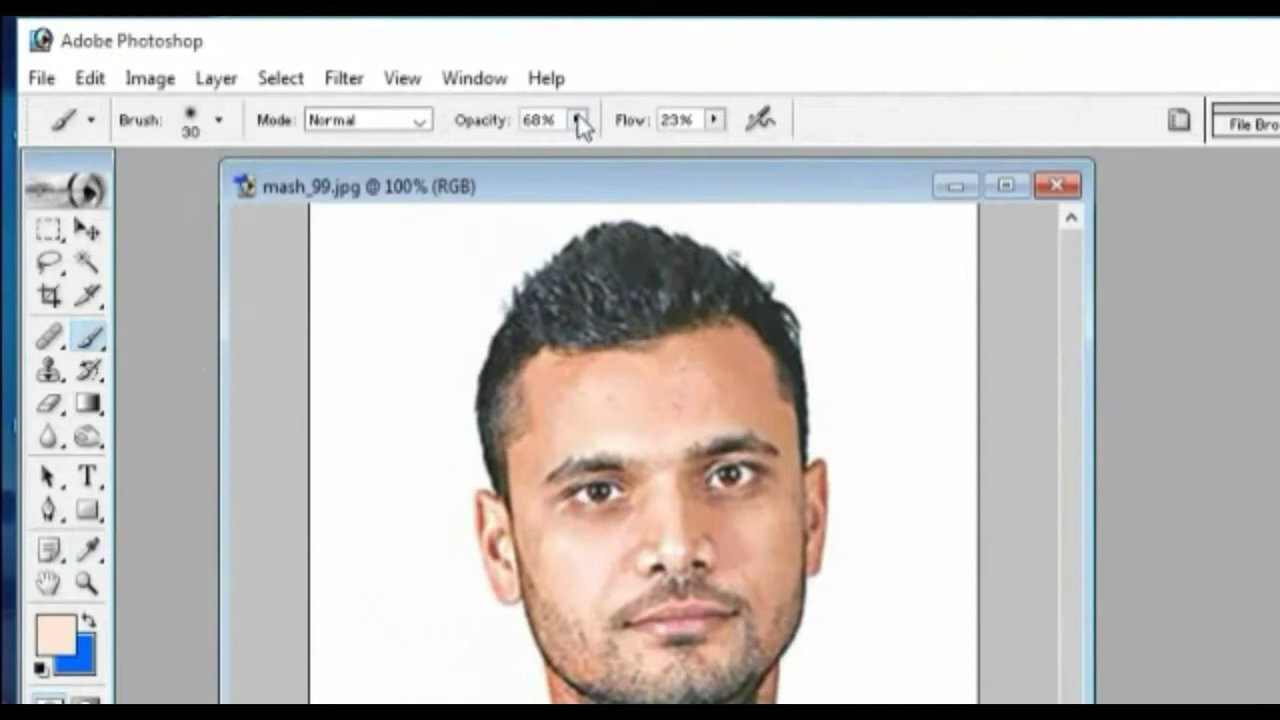 Adobe Photoshop
File Edit Image Layer Select Filter View Window Help
Brush: 30 Mode: Normal Opacity: 68% Flow: 23% File Bro
mash_99.jpg @ 100% (RGB)
T